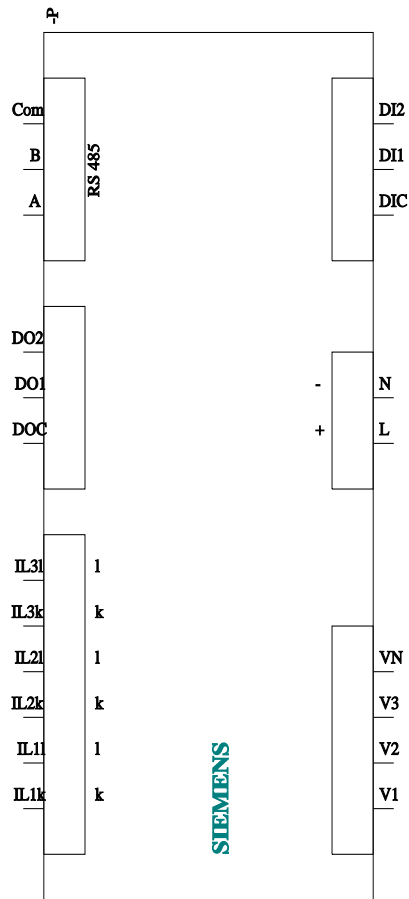 -P
Com
DI2
B
DI1
A
DIC
RS 485
DO2
DO1
- N
DOC
+ L
IL3l l
IL3k k
IL2l l
VN
IL2k k
V3
IL1l l
V2
IL1k k
V1
SIEMENS